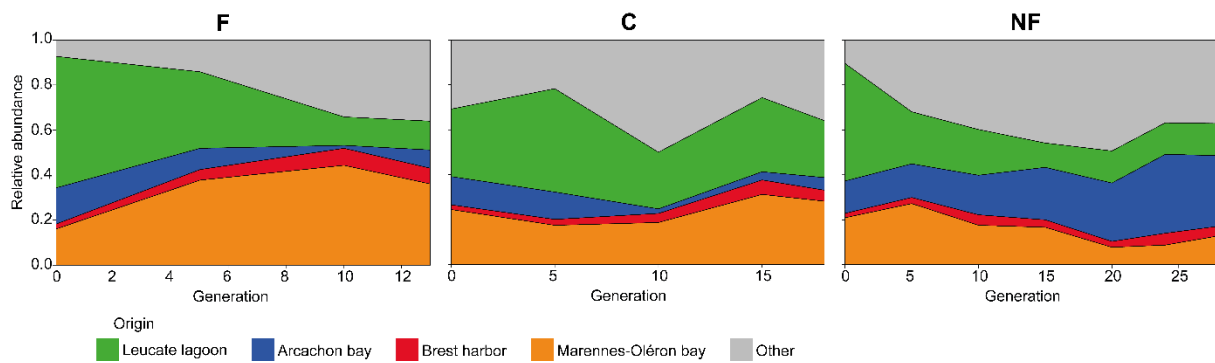 F C NF
Relative abundance
1.0
0.8
0.6
0.4
0.2
0.0
0 2 4 6 8 10 12
0 5 10 15
0 5 10 15 20 25
Generation Generation Generation
Origin
Leucate lagoon Arcachon bay Brest harbor Marennes-Oléron bay Other